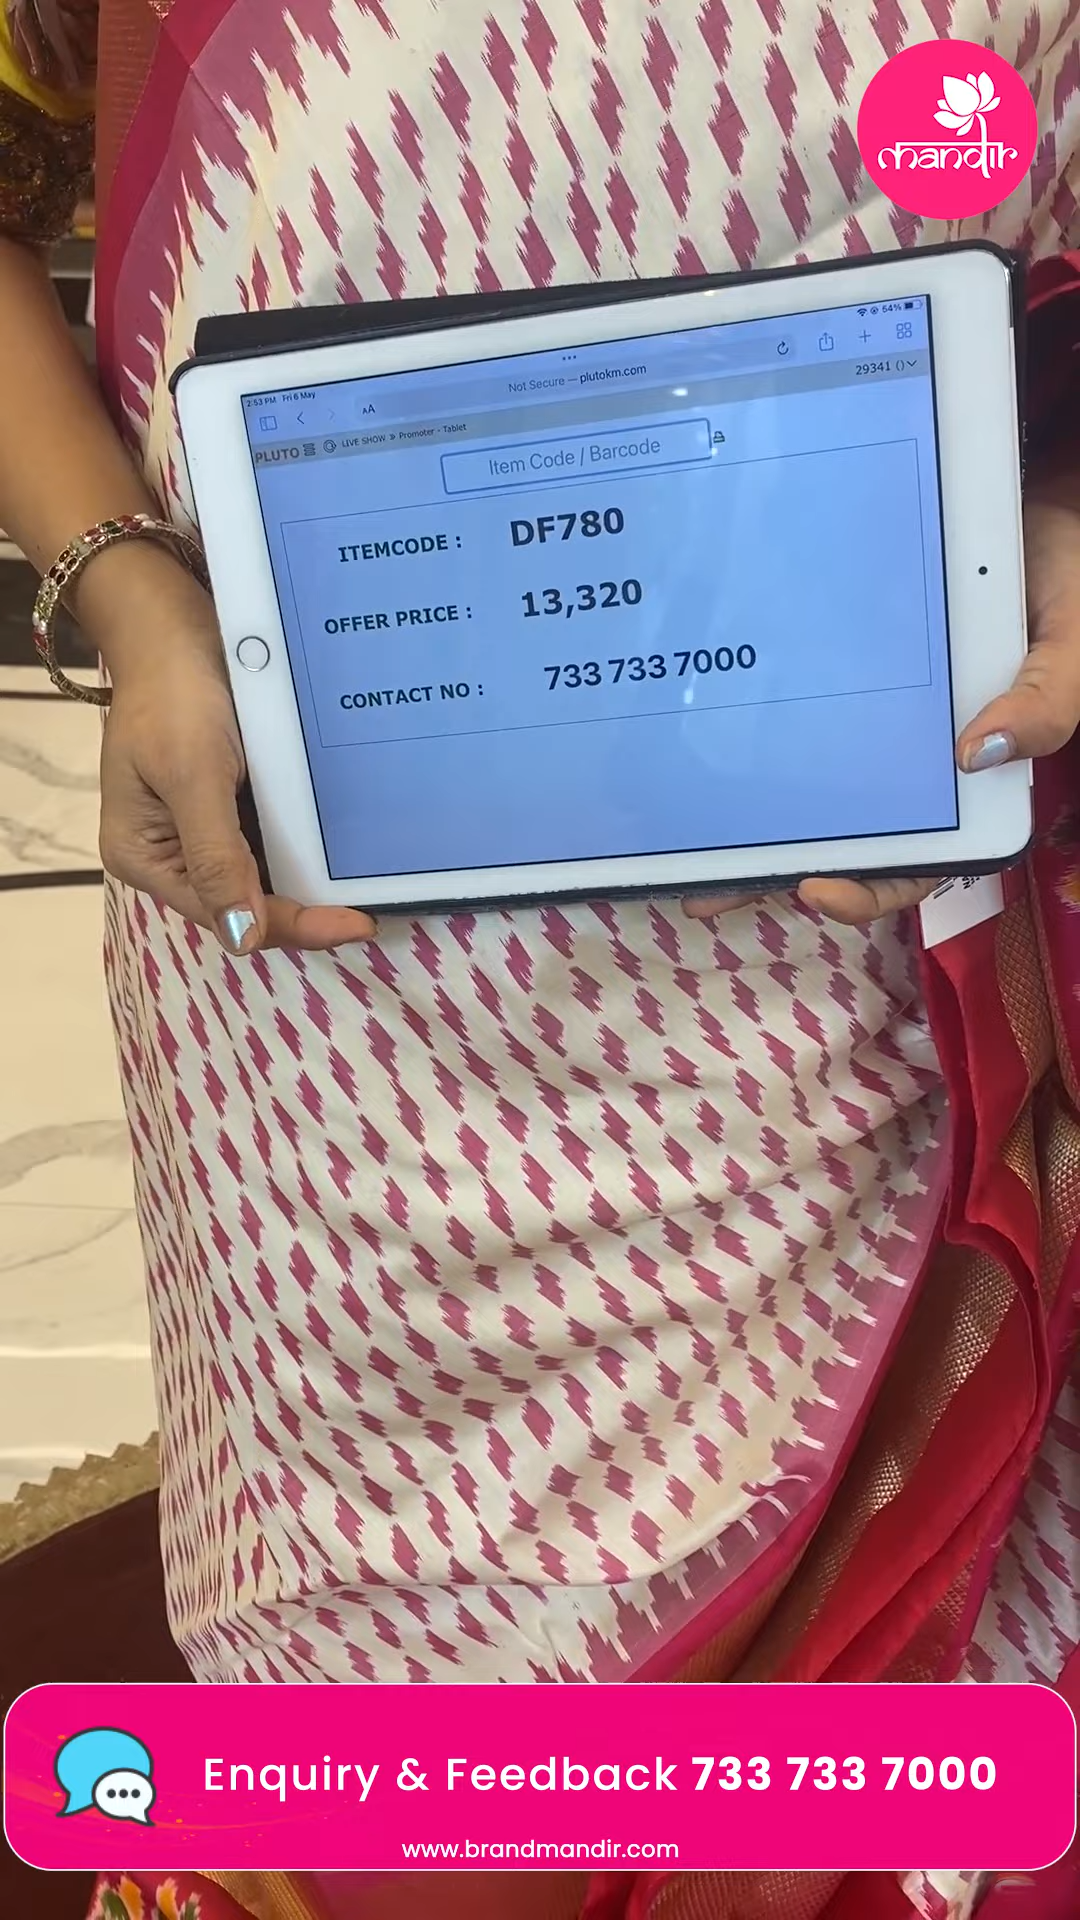 mandir
2:53 PM Fri 6 May
54%
Not Secure — plutokm.com
AA
29341 ()
PLUTO
LIVE SHOW » Promoter - Tablet
Item Code / Barcode
ITEMCODE : DF780
OFFER PRICE : 13,320
CONTACT NO : 733 733 7000
Enquiry & Feedback 733 733 7000
www.brandmandir.com